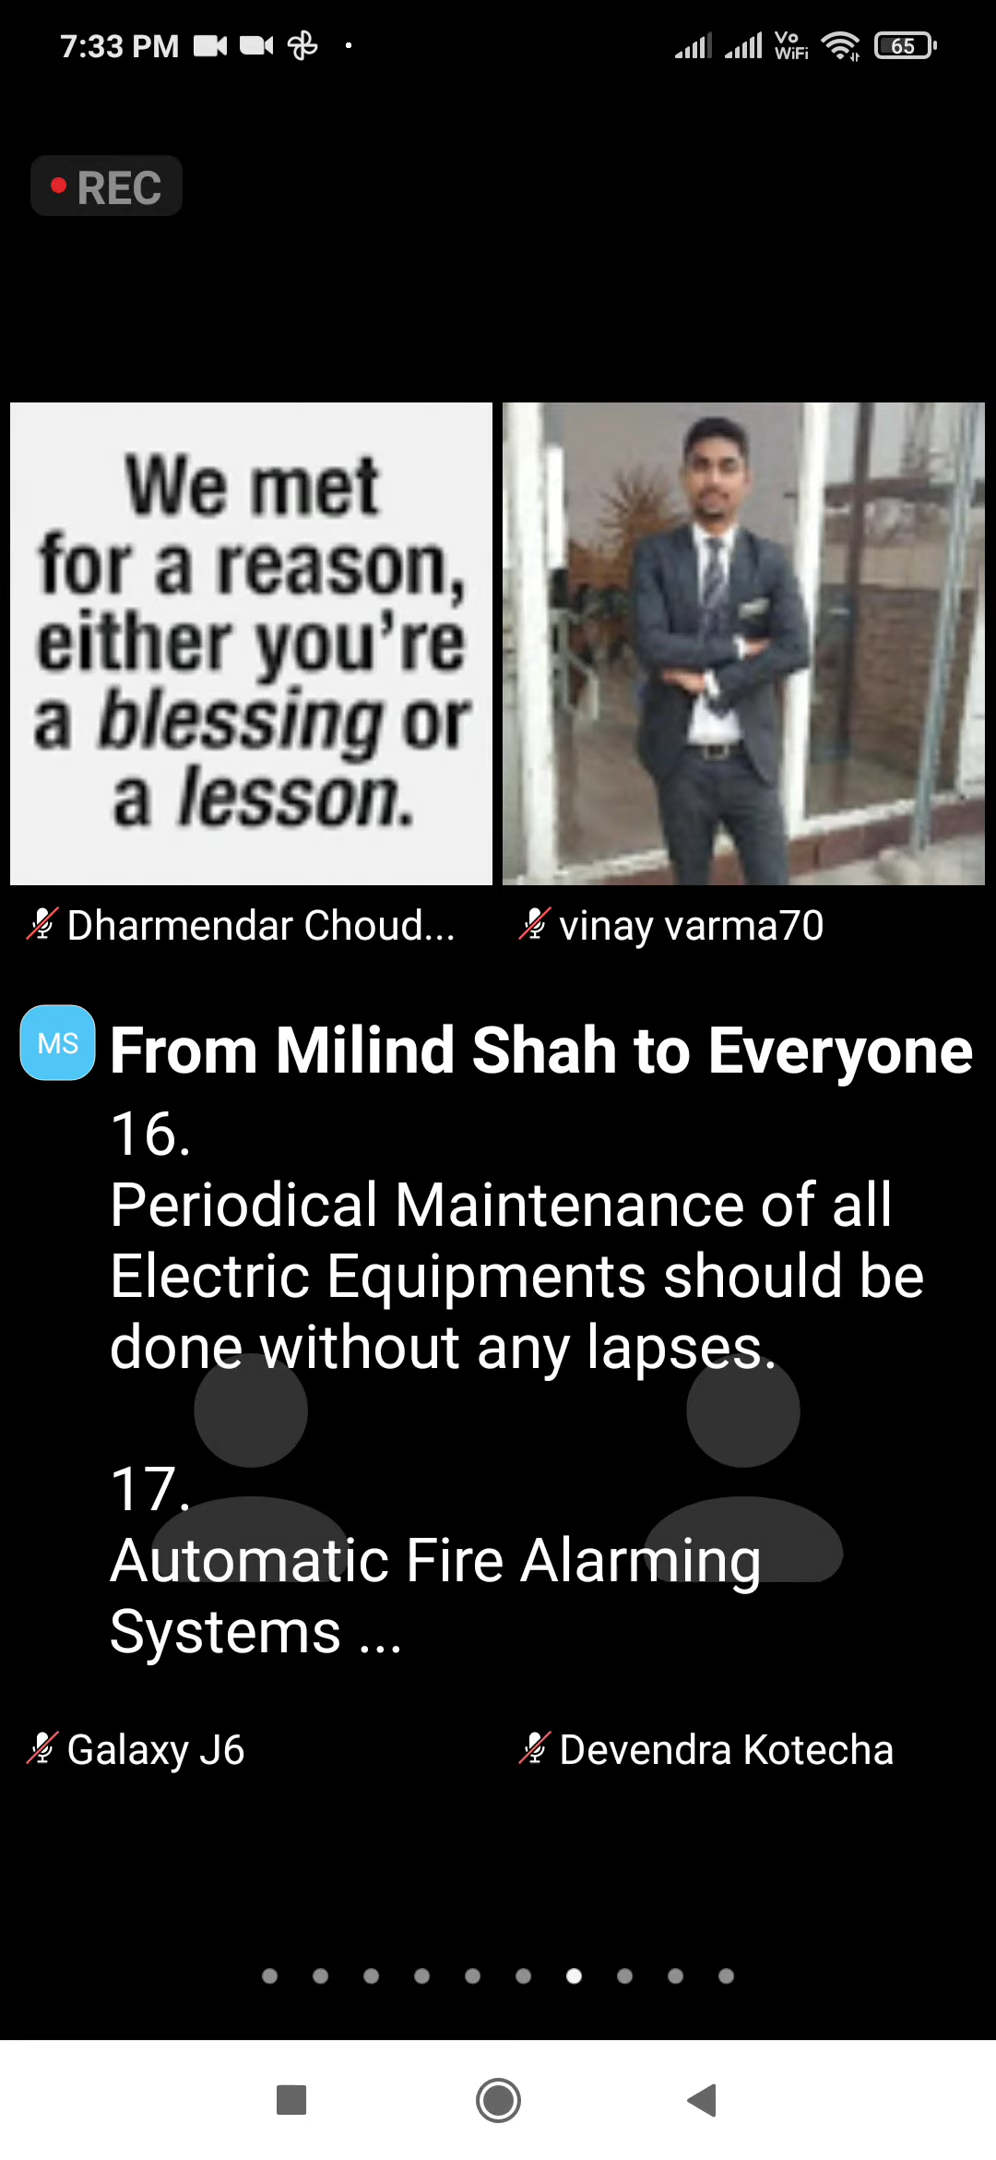 7:33 PM
Vo
WiFi
65
REC
We met
for a reason,
either you're
a blessing or
a lesson.
Dharmendar Choud...
vinay varma70
MS
From Milind Shah to Everyone
16.
Periodical Maintenance of all
Electric Equipments should be
done without any lapses.
17.
Automatic Fire Alarming
Systems ...
Galaxy J6
Devendra Kotecha